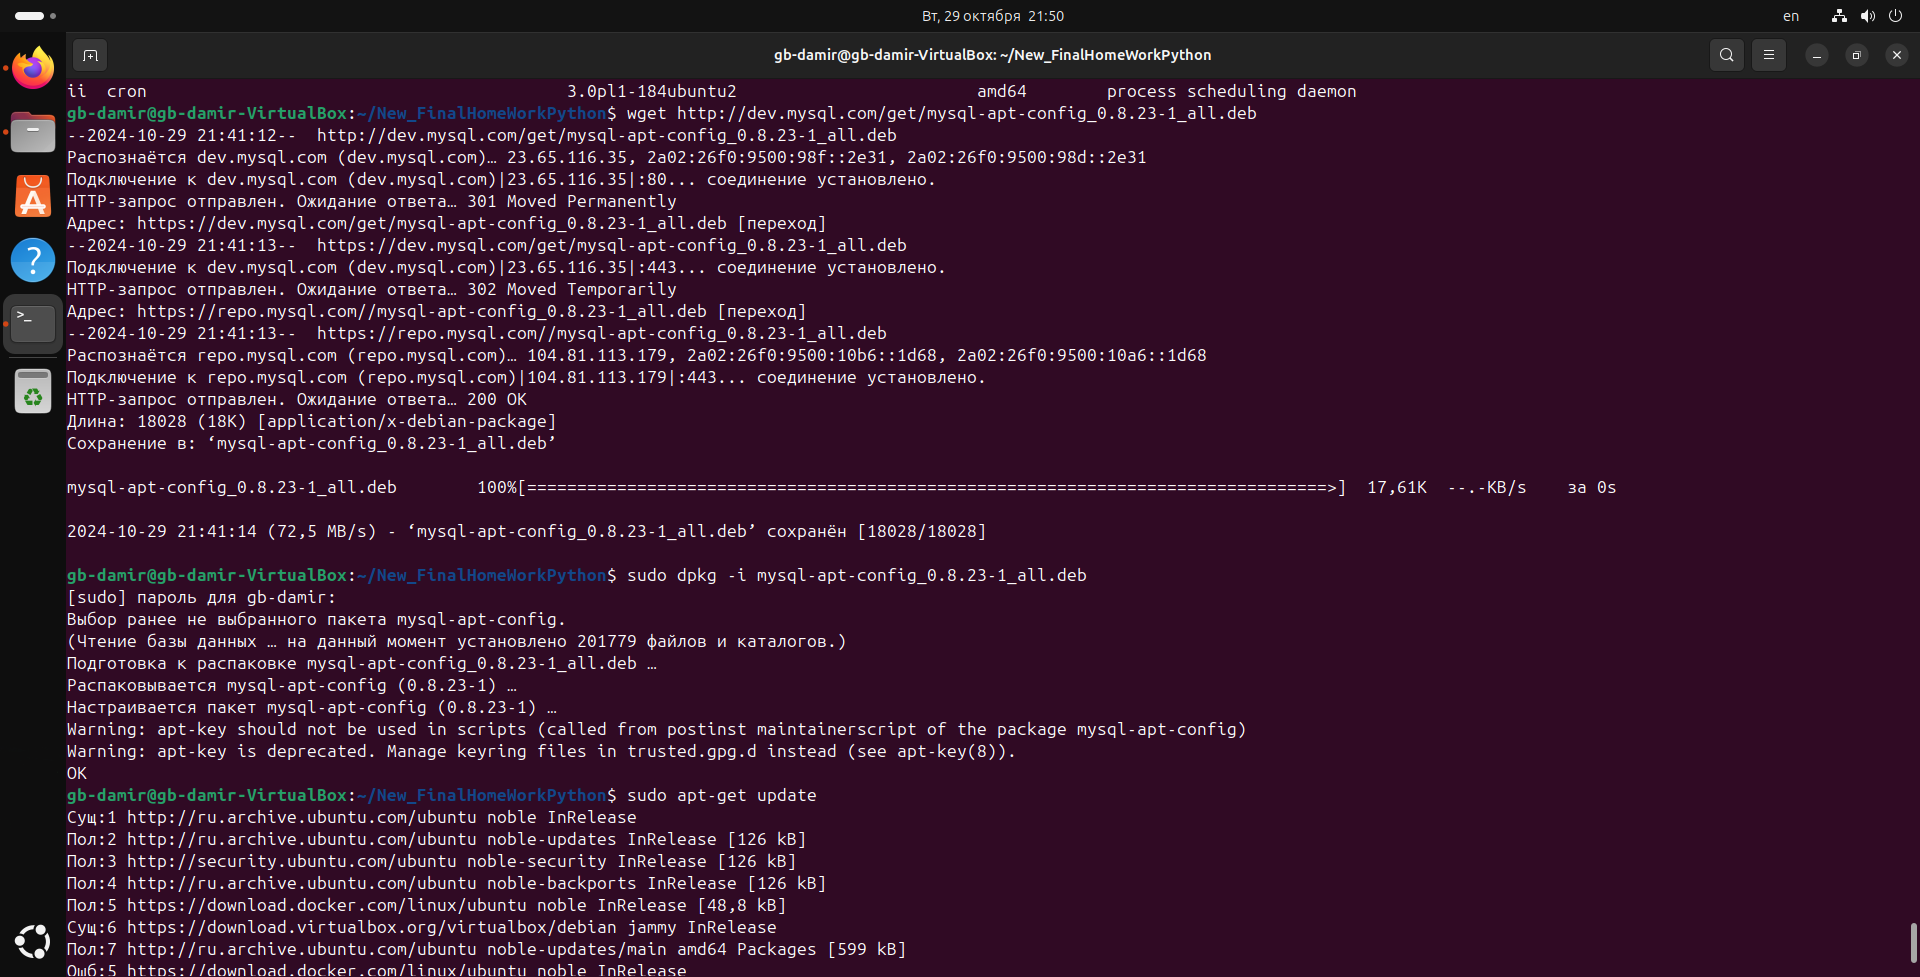 Вт, 29 октября 21:50
en
gb-damir@gb-damir-VirtualBox: ~/New_FinalHomeWorkPython
ii  cron                                          3.0pl1-184ubuntu2                        amd64        process scheduling daemon
gb-damir@gb-damir-VirtualBox:~/New_FinalHomeWorkPython$ wget http://dev.mysql.com/get/mysql-apt-config_0.8.23-1_all.deb
--2024-10-29 21:41:12--  http://dev.mysql.com/get/mysql-apt-config_0.8.23-1_all.deb
Распознаётся dev.mysql.com (dev.mysql.com)… 23.65.116.35, 2a02:26f0:9500:98f::2e31, 2a02:26f0:9500:98d::2e31
Подключение к dev.mysql.com (dev.mysql.com)|23.65.116.35|:80... соединение установлено.
HTTP-запрос отправлен. Ожидание ответа… 301 Moved Permanently
Адрес: https://dev.mysql.com/get/mysql-apt-config_0.8.23-1_all.deb [переход]
--2024-10-29 21:41:13--  https://dev.mysql.com/get/mysql-apt-config_0.8.23-1_all.deb
Подключение к dev.mysql.com (dev.mysql.com)|23.65.116.35|:443... соединение установлено.
HTTP-запрос отправлен. Ожидание ответа… 302 Moved Temporarily
Адрес: https://repo.mysql.com//mysql-apt-config_0.8.23-1_all.deb [переход]
--2024-10-29 21:41:13--  https://repo.mysql.com//mysql-apt-config_0.8.23-1_all.deb
Распознаётся repo.mysql.com (repo.mysql.com)… 104.81.113.179, 2a02:26f0:9500:10b6::1d68, 2a02:26f0:9500:10a6::1d68
Подключение к repo.mysql.com (repo.mysql.com)|104.81.113.179|:443... соединение установлено.
HTTP-запрос отправлен. Ожидание ответа… 200 OK
Длина: 18028 (18K) [application/x-debian-package]
Сохранение в: ‘mysql-apt-config_0.8.23-1_all.deb’
mysql-apt-config_0.8.23-1_all.deb        100%[================================================================================>]  17,61K  --.-KB/s    за 0s
2024-10-29 21:41:14 (72,5 MB/s) - ‘mysql-apt-config_0.8.23-1_all.deb’ сохранён [18028/18028]
gb-damir@gb-damir-VirtualBox:~/New_FinalHomeWorkPython$ sudo dpkg -i mysql-apt-config_0.8.23-1_all.deb
[sudo] пароль для gb-damir:
Выбор ранее не выбранного пакета mysql-apt-config.
(Чтение базы данных … на данный момент установлено 201779 файлов и каталогов.)
Подготовка к распаковке mysql-apt-config_0.8.23-1_all.deb …
Распаковывается mysql-apt-config (0.8.23-1) …
Настраивается пакет mysql-apt-config (0.8.23-1) …
Warning: apt-key should not be used in scripts (called from postinst maintainerscript of the package mysql-apt-config)
Warning: apt-key is deprecated. Manage keyring files in trusted.gpg.d instead (see apt-key(8)).
OK
gb-damir@gb-damir-VirtualBox:~/New_FinalHomeWorkPython$ sudo apt-get update
Сущ:1 http://ru.archive.ubuntu.com/ubuntu noble InRelease
Пол:2 http://ru.archive.ubuntu.com/ubuntu noble-updates InRelease [126 kB]
Пол:3 http://security.ubuntu.com/ubuntu noble-security InRelease [126 kB]
Пол:4 http://ru.archive.ubuntu.com/ubuntu noble-backports InRelease [126 kB]
Пол:5 https://download.docker.com/linux/ubuntu noble InRelease [48,8 kB]
Сущ:6 https://download.virtualbox.org/virtualbox/debian jammy InRelease
Пол:7 http://ru.archive.ubuntu.com/ubuntu noble-updates/main amd64 Packages [599 kB]
Ошб:5 https://download.docker.com/linux/ubuntu noble InRelease